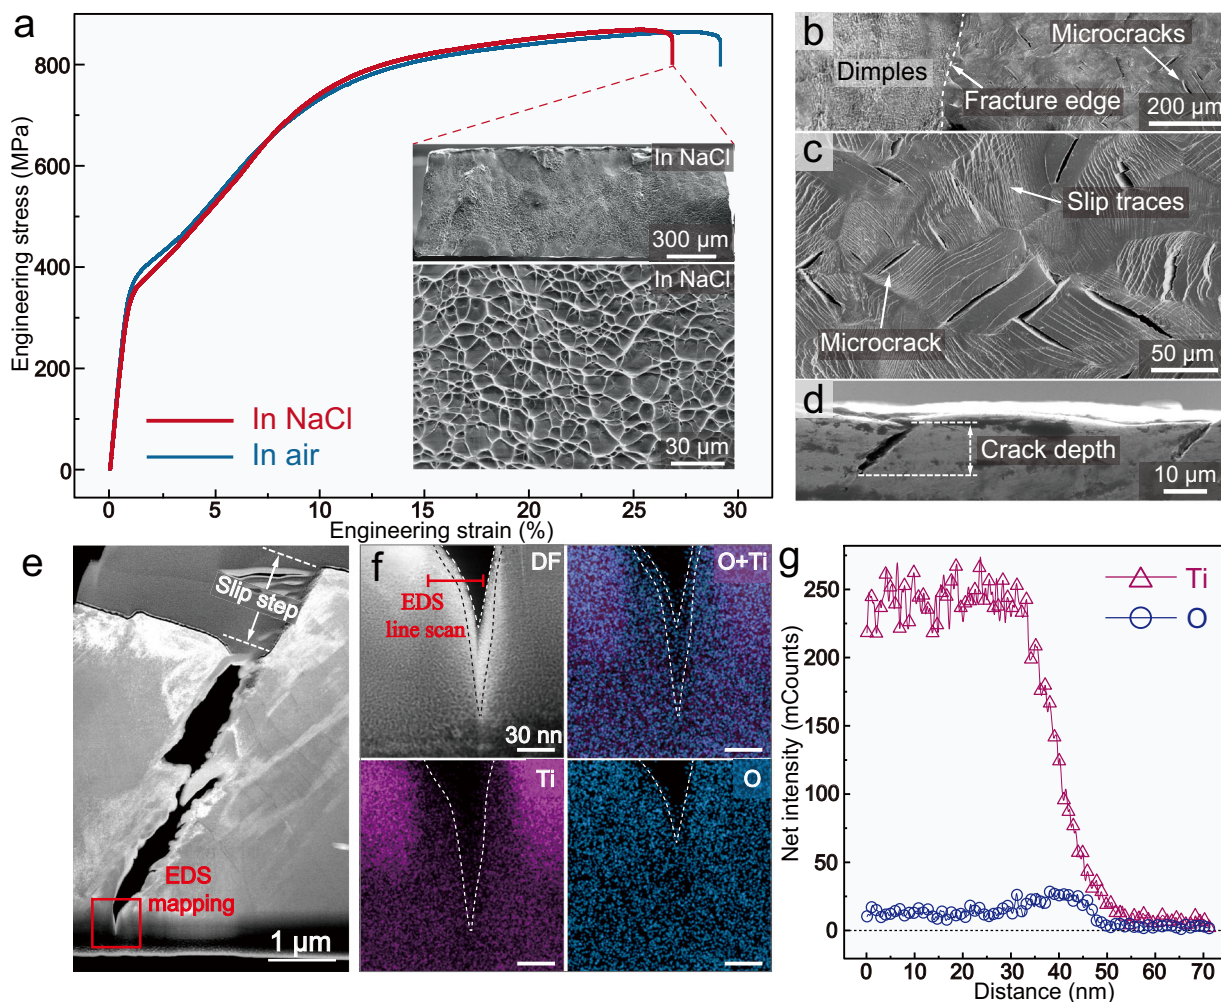 a
Engineering stress (MPa)
800
600
400
200
0
0
5
10
15
20
25
30
Engineering strain (%)
In NaCl
In air
In NaCl
300 µm
In NaCl
30 µm
b
Dimples
Microcracks
Fracture edge
200 µm
c
Slip traces
Microcrack
50 µm
d
Crack depth
10 µm
e
Slip step
EDS
mapping
1 µm
f
DF
EDS
line scan
30 nn
O+Ti
Ti
O
g
Net intensity (mCounts)
250
200
150
100
50
0
Ti
O
0
10
20
30
40
50
60
70
Distance (nm)